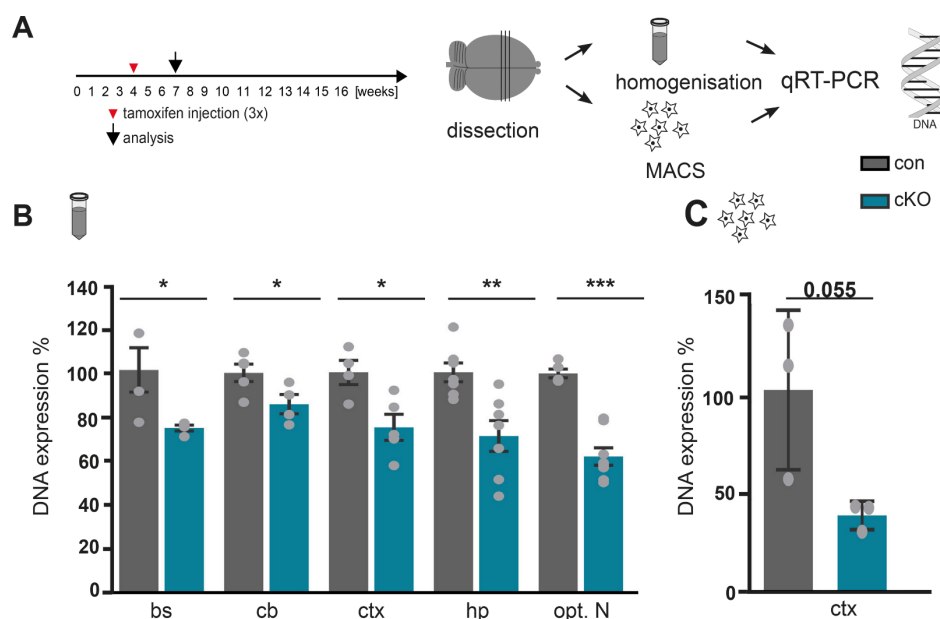 A
0 1 2 3 4 5 6 7 8 9 10 11 12 13 14 15 16 [weeks]
tamoxifen injection (3x)
analysis
dissection
homogenisation
MACS
qRT-PCR
DNA
con
cKO
B
DNA expression %
140
120
100
80
60
40
20
0
*
*
*
**
***
bs
cb
ctx
hp
opt. N
C
DNA expression %
150
100
50
0
0.055
ctx